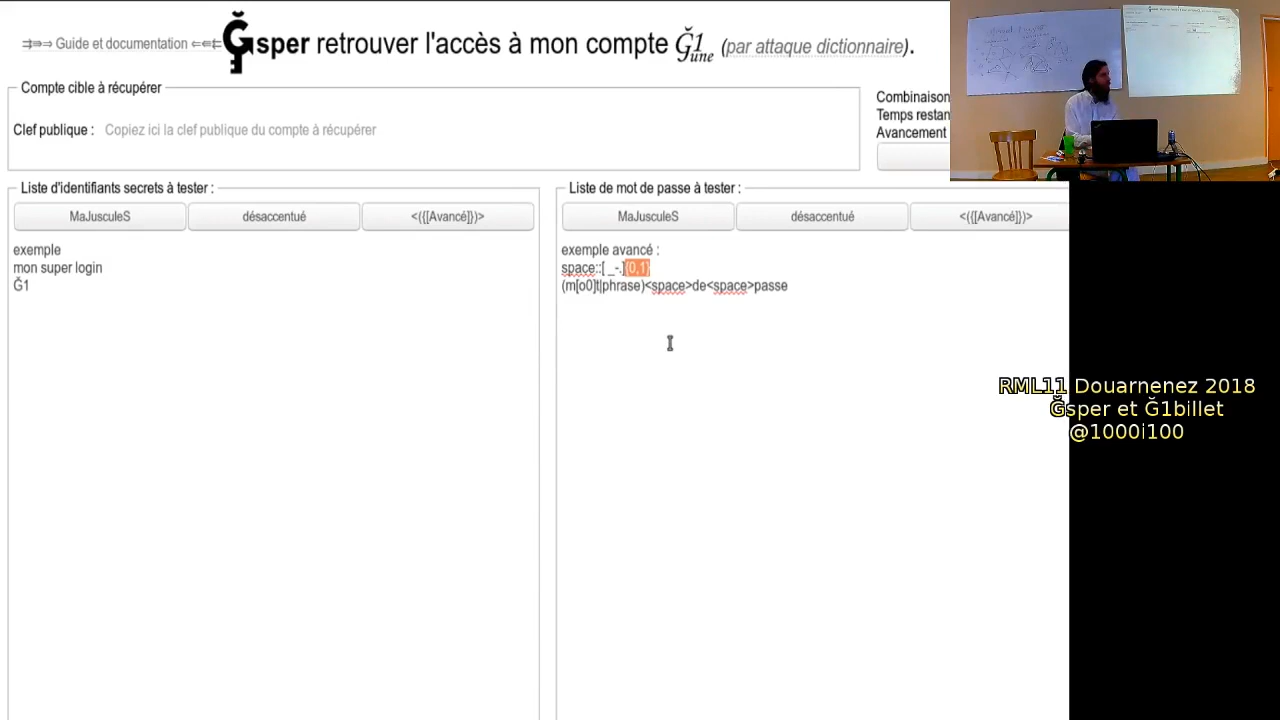 ⇉⇛⇒ Guide et documentation ⇐⇚⇇
Ğsper retrouver l'accès à mon compte Ğ1 June (par attaque dictionnaire).
Compte cible à récupérer
Clef publique : Copiez ici la clef publique du compte à récupérer
Combinaison
Temps restan
Avancement
Liste d'identifiants secrets à tester :
MaJusculeS désaccentué <({[Avancé]})>
exemple
mon super login
Ğ1
Liste de mot de passe à tester :
MaJusculeS désaccentué <({[Avancé]})>
exemple avancé :
space::[ _-.]{0,1}
(m[o0]t|phrase)<space>de<space>passe
RML11 Douarnenez 2018
Ğsper et Ğ1billet
@1000i100